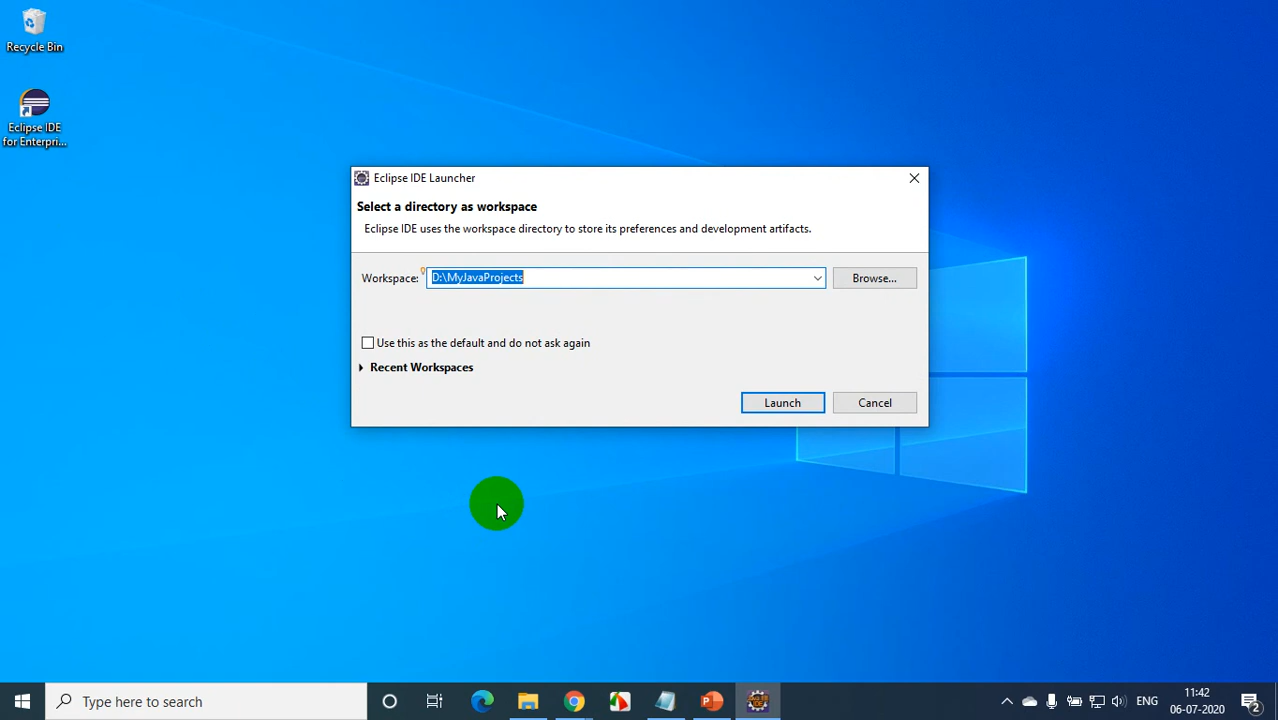 Recycle Bin
Eclipse IDE
for Enterpri...
Eclipse IDE Launcher
Select a directory as workspace
Eclipse IDE uses the workspace directory to store its preferences and development artifacts.
Workspace: D:\MyJavaProjects Browse...
Use this as the default and do not ask again
Recent Workspaces
Launch Cancel
Type here to search
ENG
11:42
06-07-2020
2